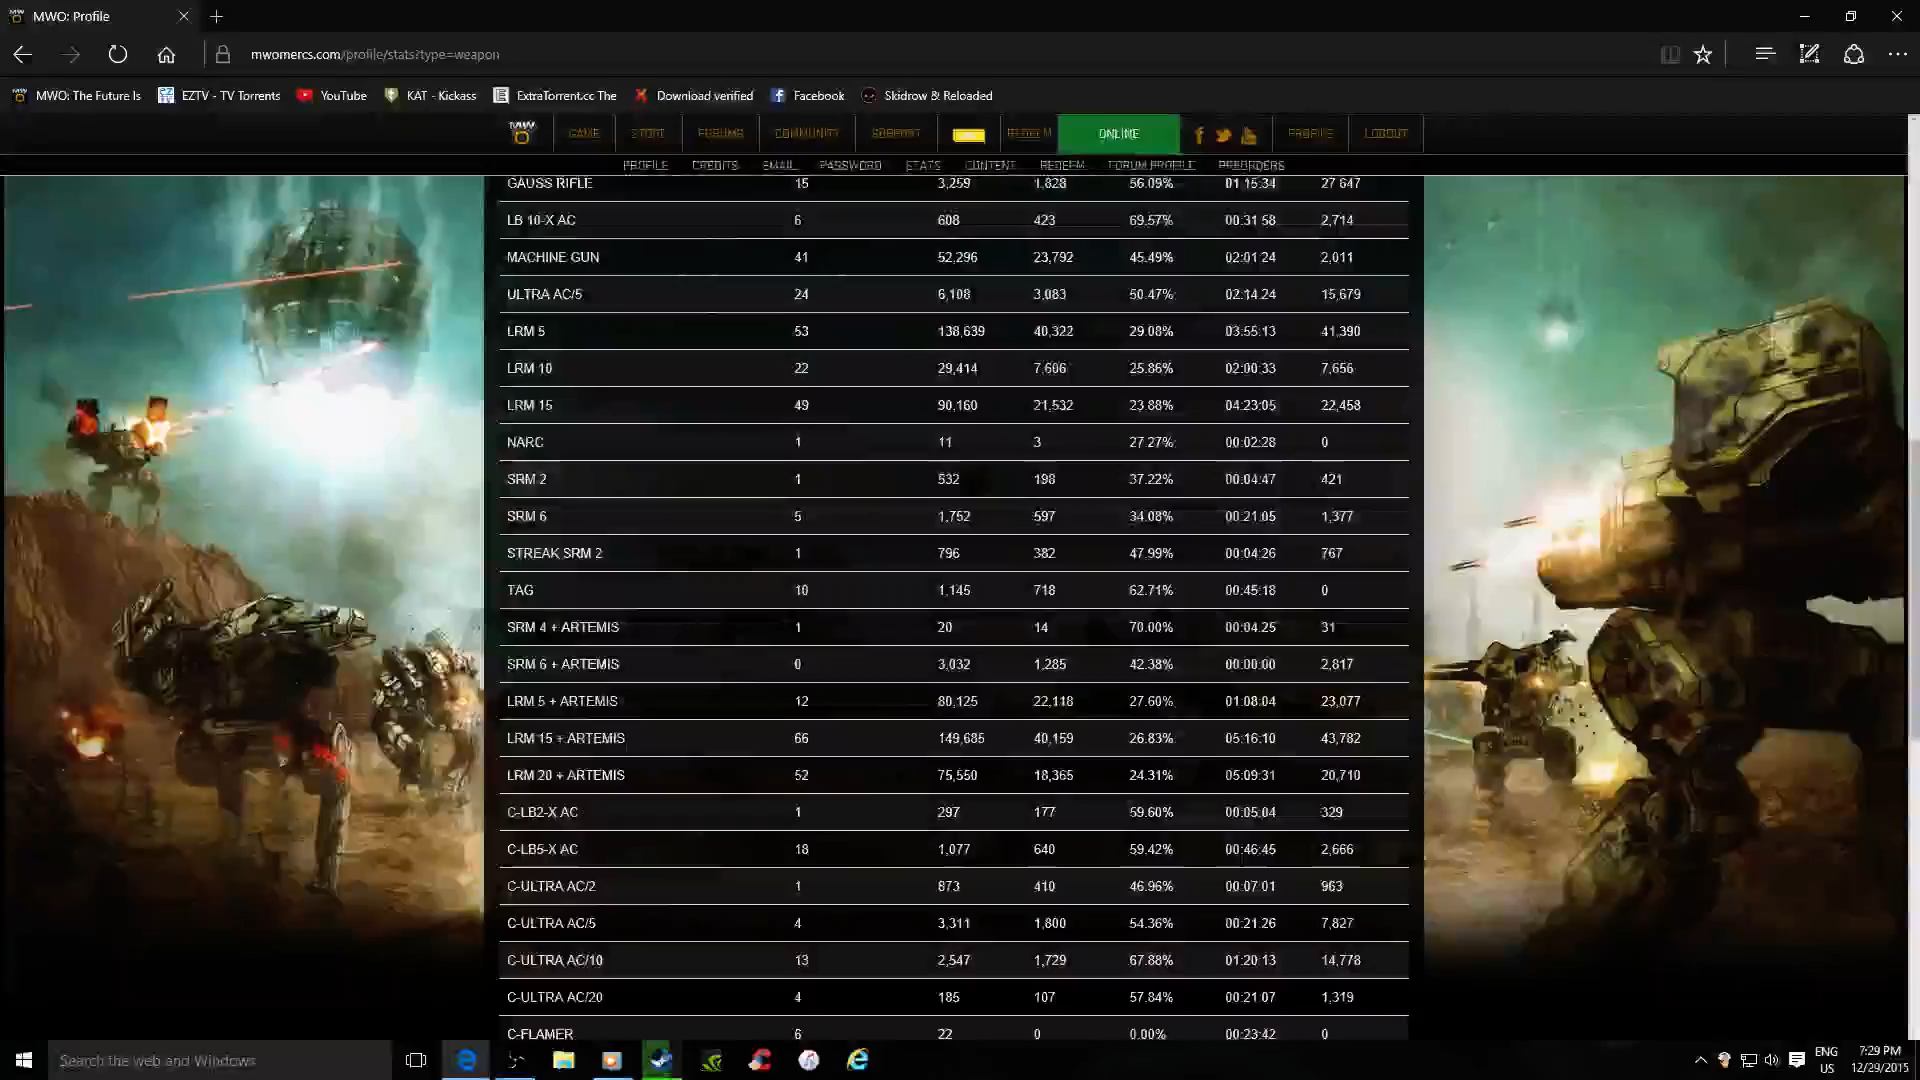 MWO: Profile
mwomercs.com/profile/stats?type=weapon
MWO: The Future Is EZTV - TV Torrents YouTube KAT - Kickass ExtraTorrent.cc The Download verified Facebook Skidrow & Reloaded
MWO GAME STORE FORUMS COMMUNITY SUPPORT REDEEM ONLINE PROFILE LOGOUT
PROFILE CREDITS EMAIL PASSWORD STATS CONTENT REDEEM FORUM PROFILE PREORDERS
GAUSS RIFLE 15 3,259 1,828 56.09% 01:15:34 27,647
LB 10-X AC 6 608 423 69.57% 00:31:58 2,714
MACHINE GUN 41 52,296 23,792 45.49% 02:01:24 2,011
ULTRA AC/5 24 6,108 3,083 50.47% 02:14:24 15,679
LRM 5 53 138,639 40,322 29.08% 03:55:13 41,390
LRM 10 22 29,414 7,606 25.86% 02:00:33 7,656
LRM 15 49 90,160 21,532 23.88% 04:23:05 22,458
NARC 1 11 3 27.27% 00:02:28 0
SRM 2 1 532 198 37.22% 00:04:47 421
SRM 6 5 1,752 597 34.08% 00:21:05 1,377
STREAK SRM 2 1 796 382 47.99% 00:04:26 767
TAG 10 1,145 718 62.71% 00:45:18 0
SRM 4 + ARTEMIS 1 20 14 70.00% 00:04:25 31
SRM 6 + ARTEMIS 0 3,032 1,285 42.38% 00:00:00 2,817
LRM 5 + ARTEMIS 12 80,125 22,118 27.60% 01:08:04 23,077
LRM 15 + ARTEMIS 66 149,685 40,159 26.83% 05:16:10 43,782
LRM 20 + ARTEMIS 52 75,550 18,365 24.31% 05:09:31 20,710
C-LB2-X AC 1 297 177 59.60% 00:05:04 329
C-LB5-X AC 18 1,077 640 59.42% 00:46:45 2,666
C-ULTRA AC/2 1 873 410 46.96% 00:07:01 963
C-ULTRA AC/5 4 3,311 1,800 54.36% 00:21:26 7,827
C-ULTRA AC/10 13 2,547 1,729 67.88% 01:20:13 14,778
C-ULTRA AC/20 4 185 107 57.84% 00:21:07 1,319
C-FLAMER 6 22 0 0.00% 00:23:42 0
Search the web and Windows
ENG
US
7:29 PM
12/29/2015